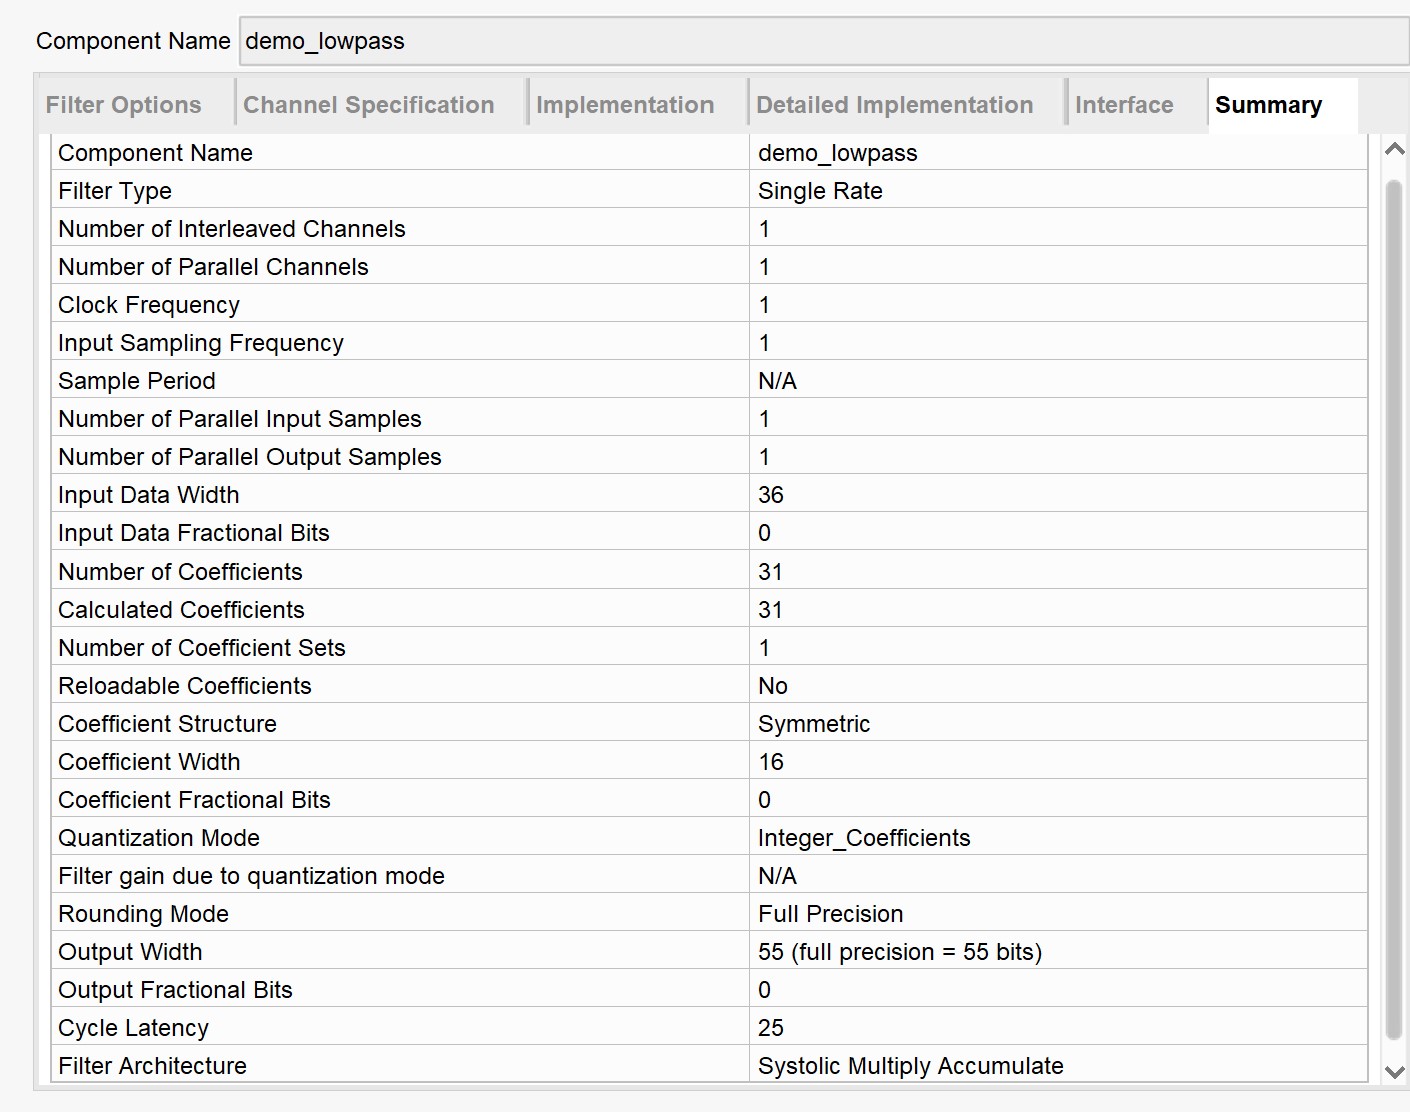 Component Name demo_lowpass
Filter Options Channel Specification Implementation Detailed Implementation Interface Summary
Component Name demo_lowpass
Filter Type Single Rate
Number of Interleaved Channels 1
Number of Parallel Channels 1
Clock Frequency 1
Input Sampling Frequency 1
Sample Period N/A
Number of Parallel Input Samples 1
Number of Parallel Output Samples 1
Input Data Width 36
Input Data Fractional Bits 0
Number of Coefficients 31
Calculated Coefficients 31
Number of Coefficient Sets 1
Reloadable Coefficients No
Coefficient Structure Symmetric
Coefficient Width 16
Coefficient Fractional Bits 0
Quantization Mode Integer_Coefficients
Filter gain due to quantization mode N/A
Rounding Mode Full Precision
Output Width 55 (full precision = 55 bits)
Output Fractional Bits 0
Cycle Latency 25
Filter Architecture Systolic Multiply Accumulate